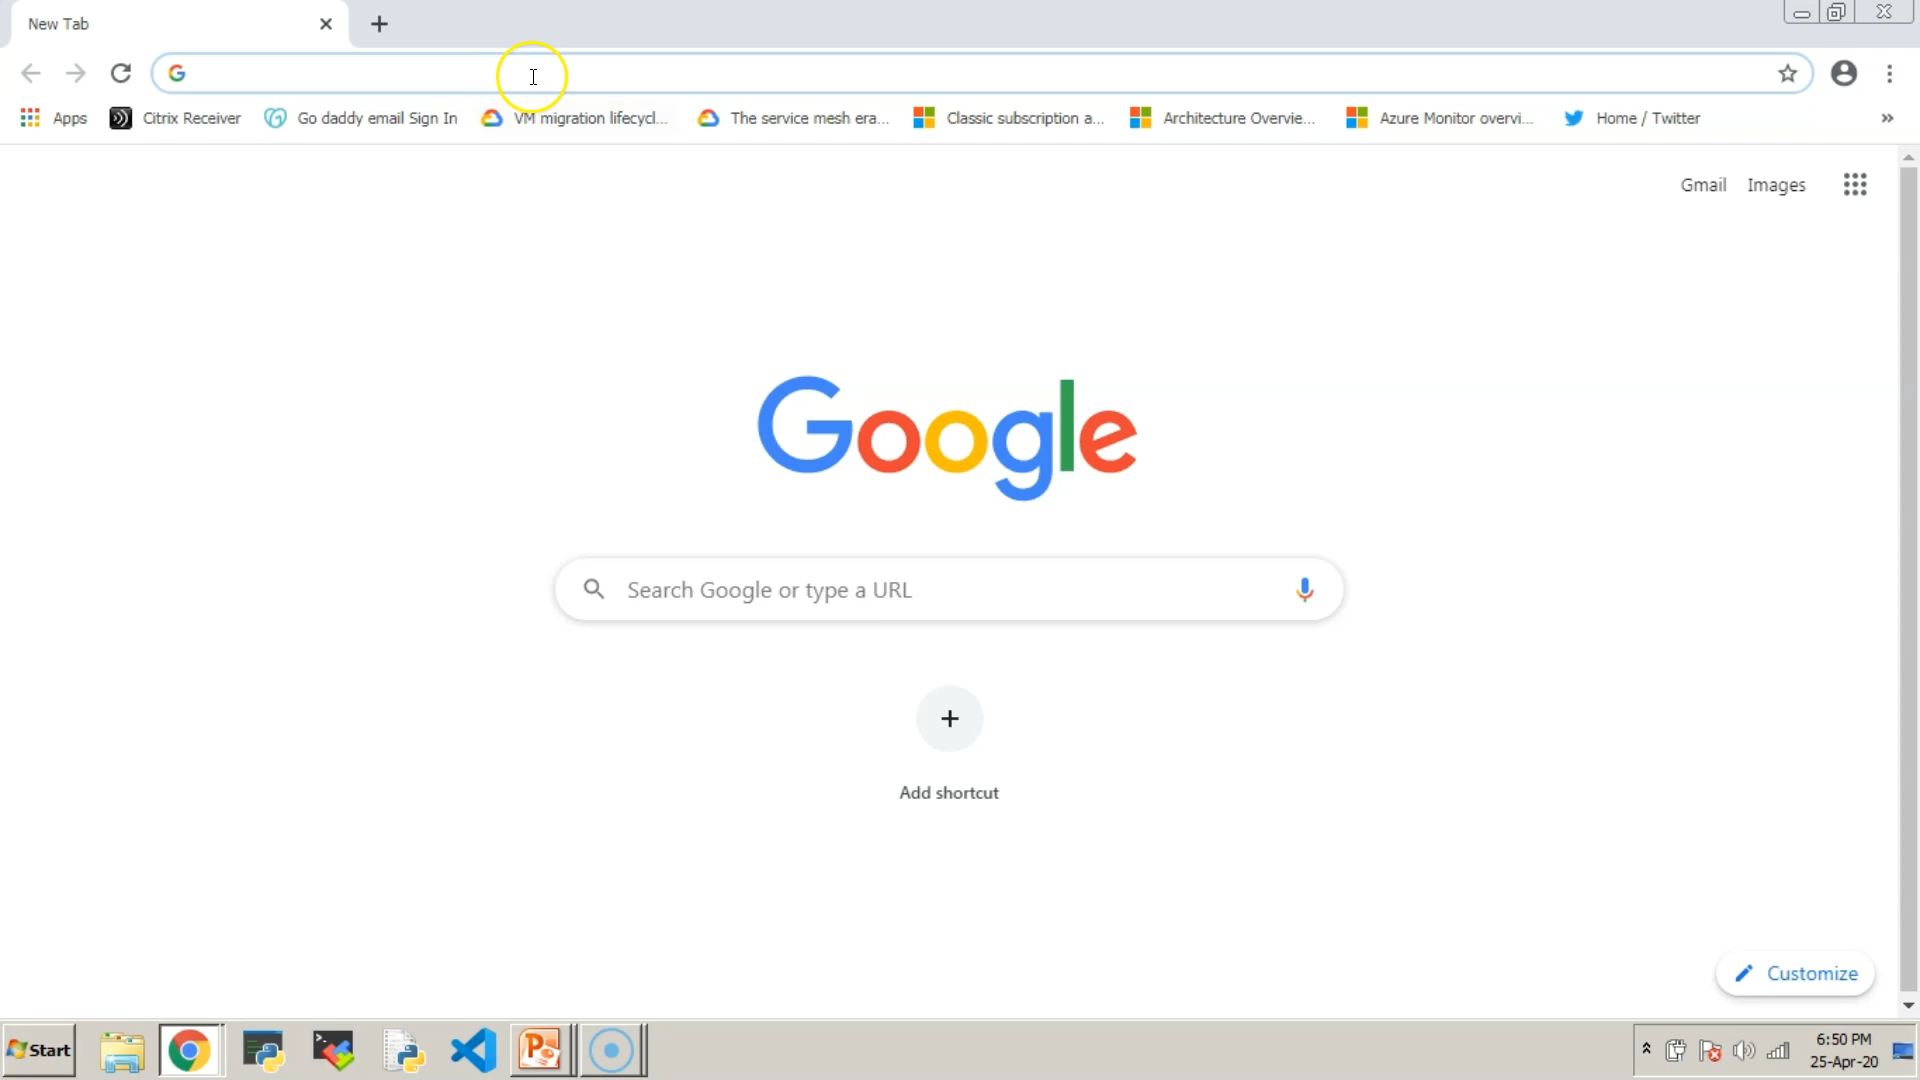 New Tab
Apps Citrix Receiver Go daddy email Sign In VM migration lifecycl... The service mesh era... Classic subscription a... Architecture Overvie... Azure Monitor overvi... Home / Twitter »
Gmail Images
Google
Search Google or type a URL
Add shortcut
Customize
Start
6:50 PM
25-Apr-20